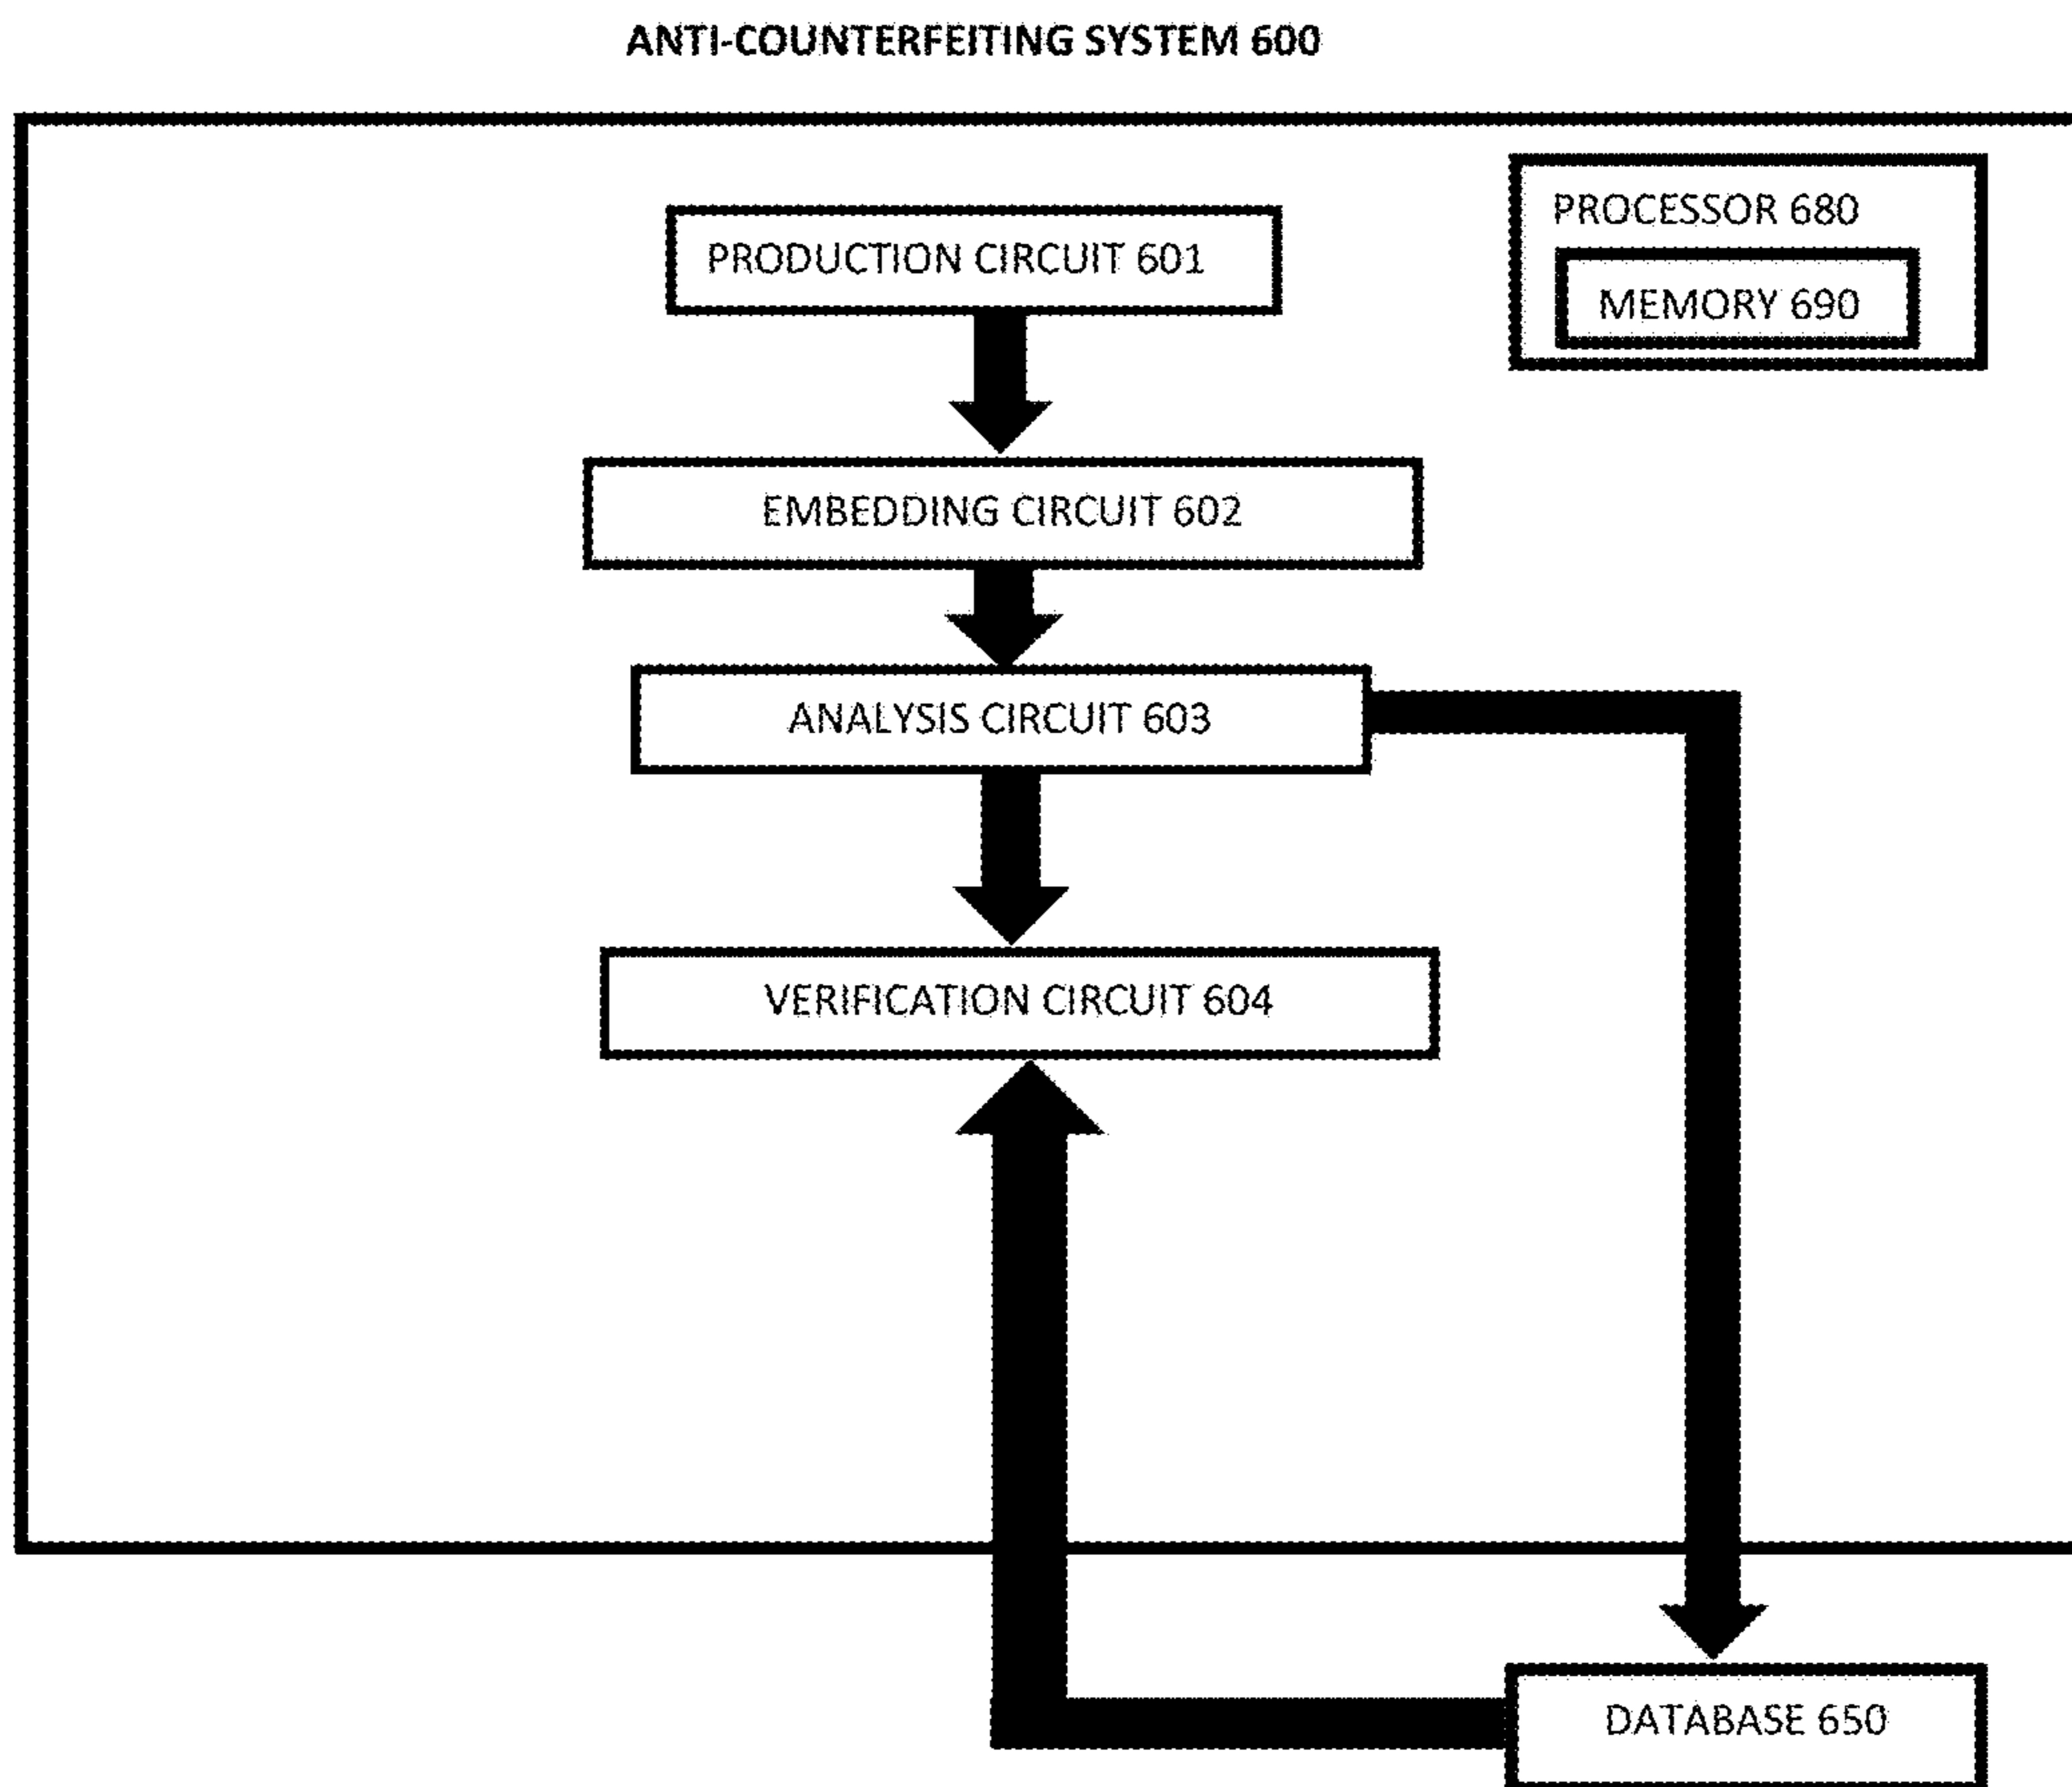 ANTI-COUNTERFEITING SYSTEM 600
PROCESSOR 680
MEMORY 690
PRODUCTION CIRCUIT 601
EMBEDDING CIRCUIT 602
ANALYSIS CIRCUIT 603
VERIFICATION CIRCUIT 604
DATABASE 650